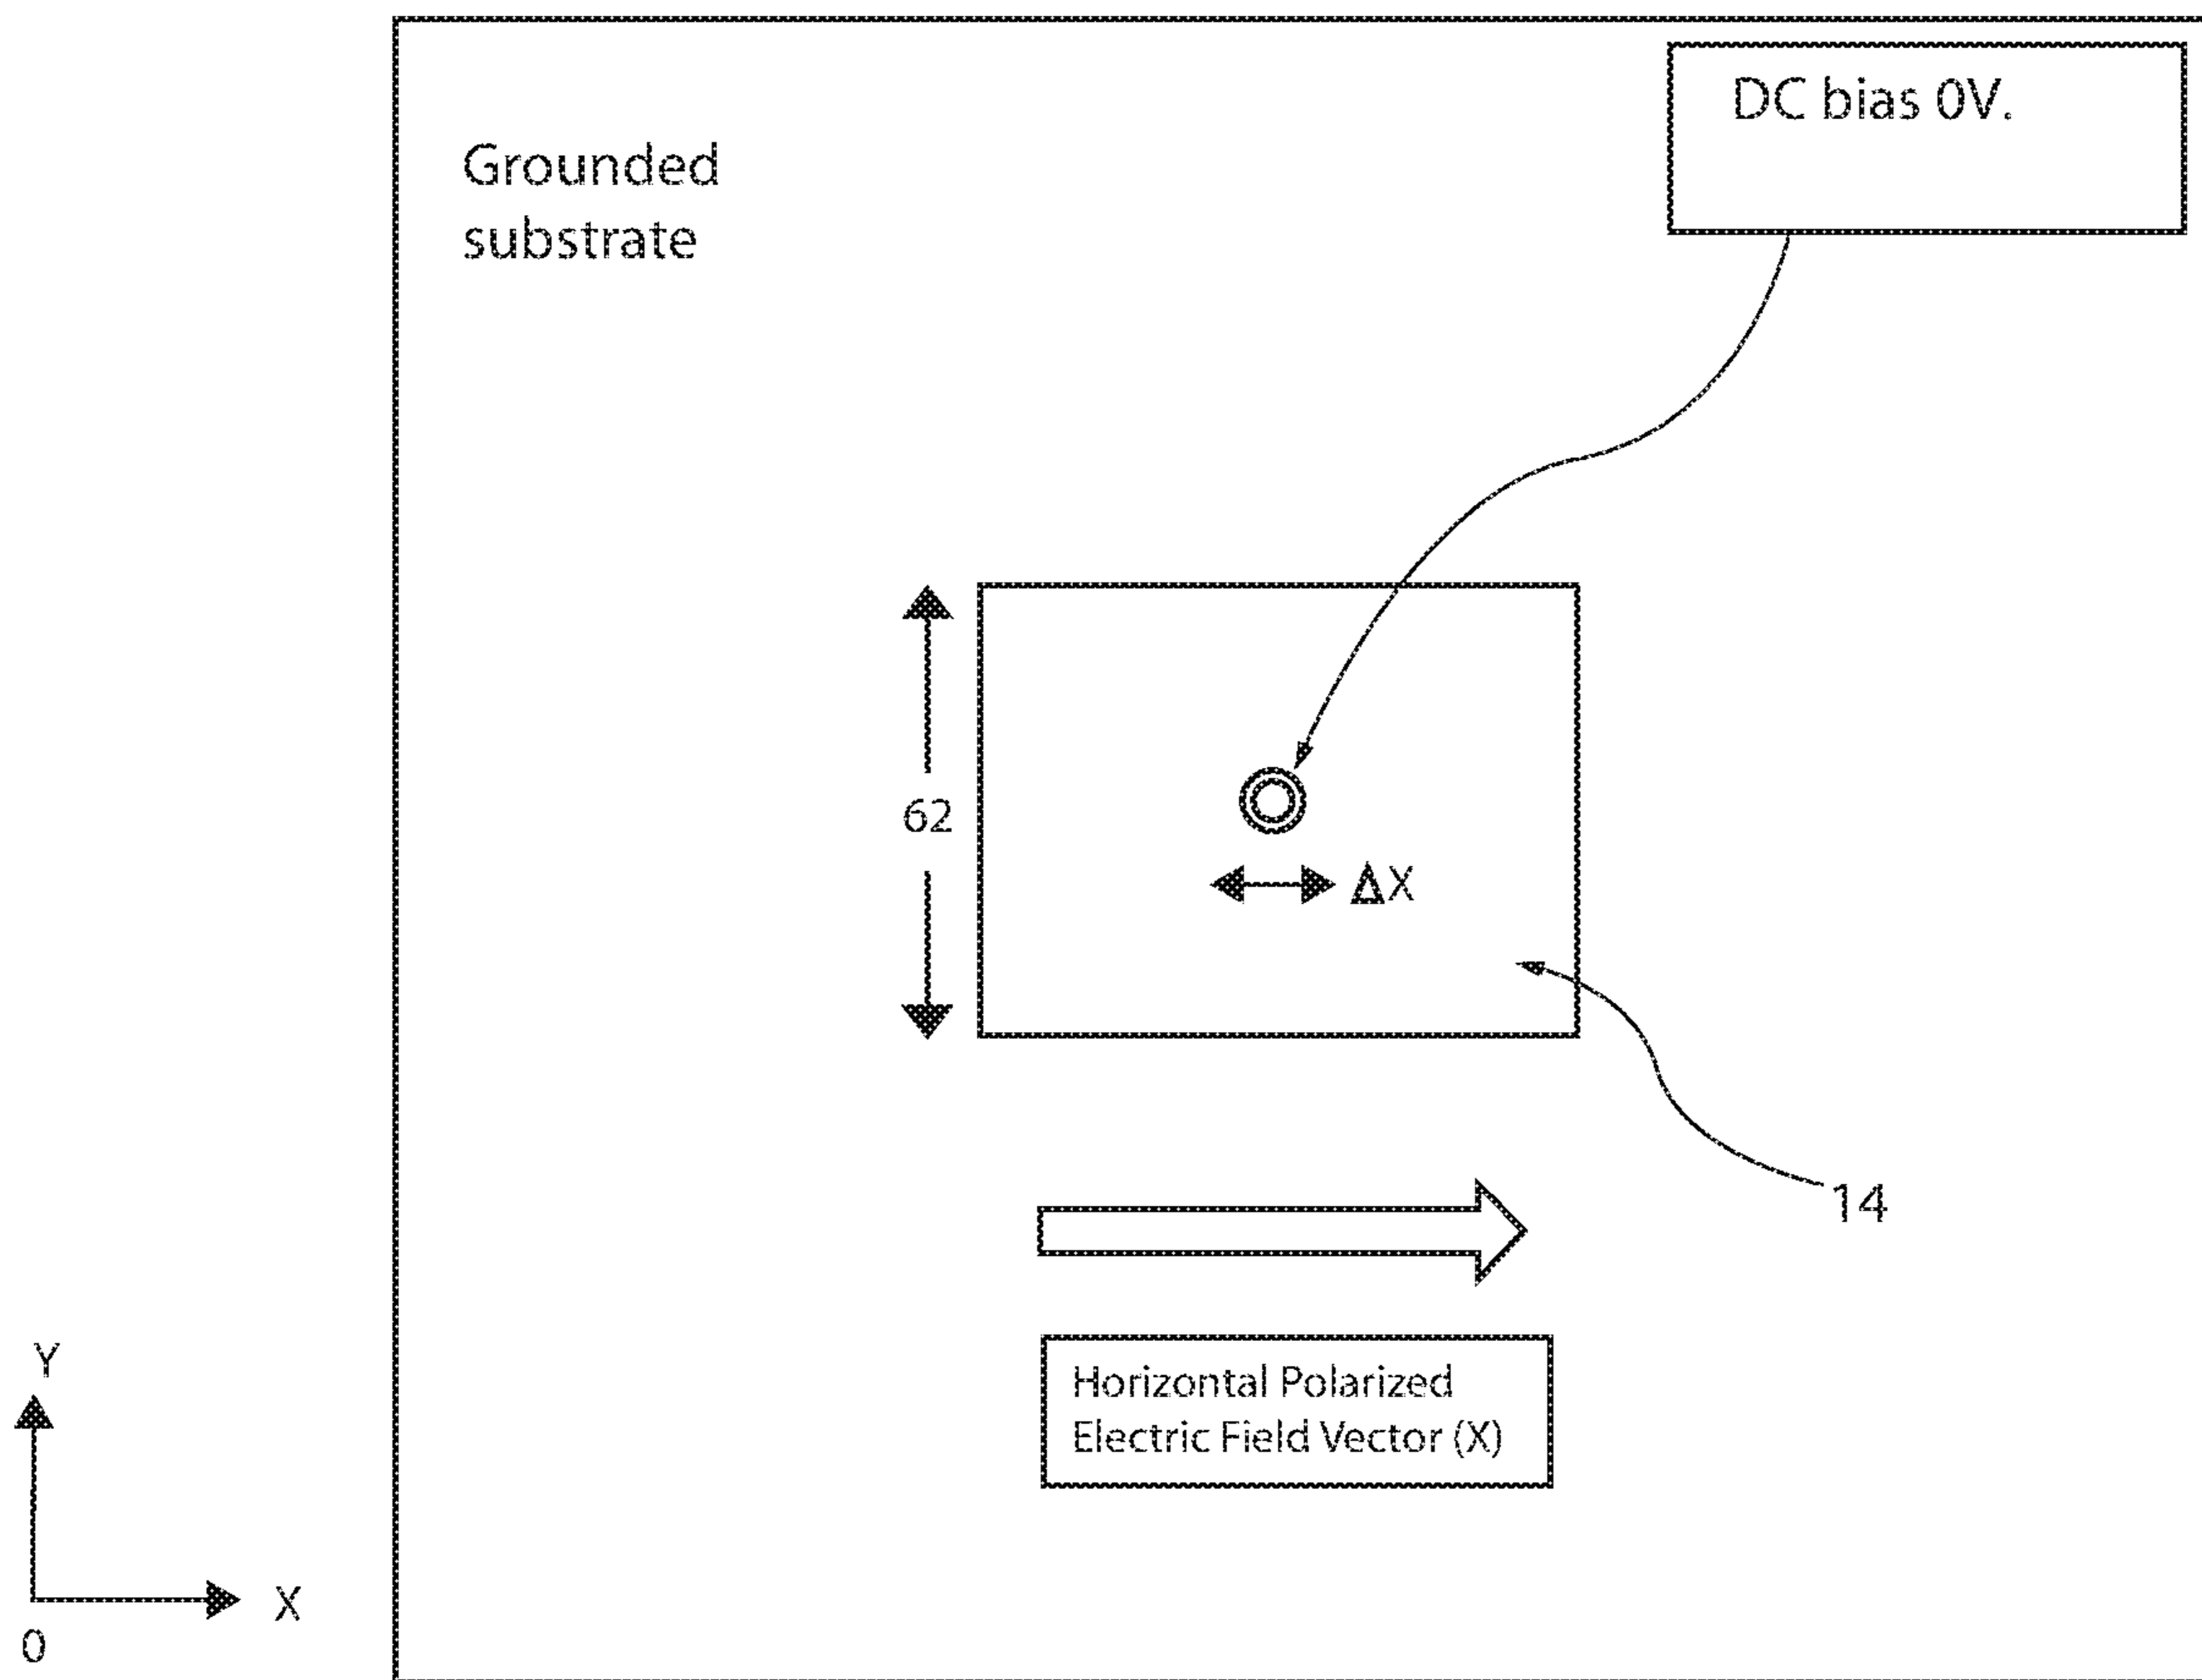 DC bias 0V.
Grounded
substrate
62
ΔX
14
Horizontal Polarized
Electric Field Vector (X)
Y
X
0